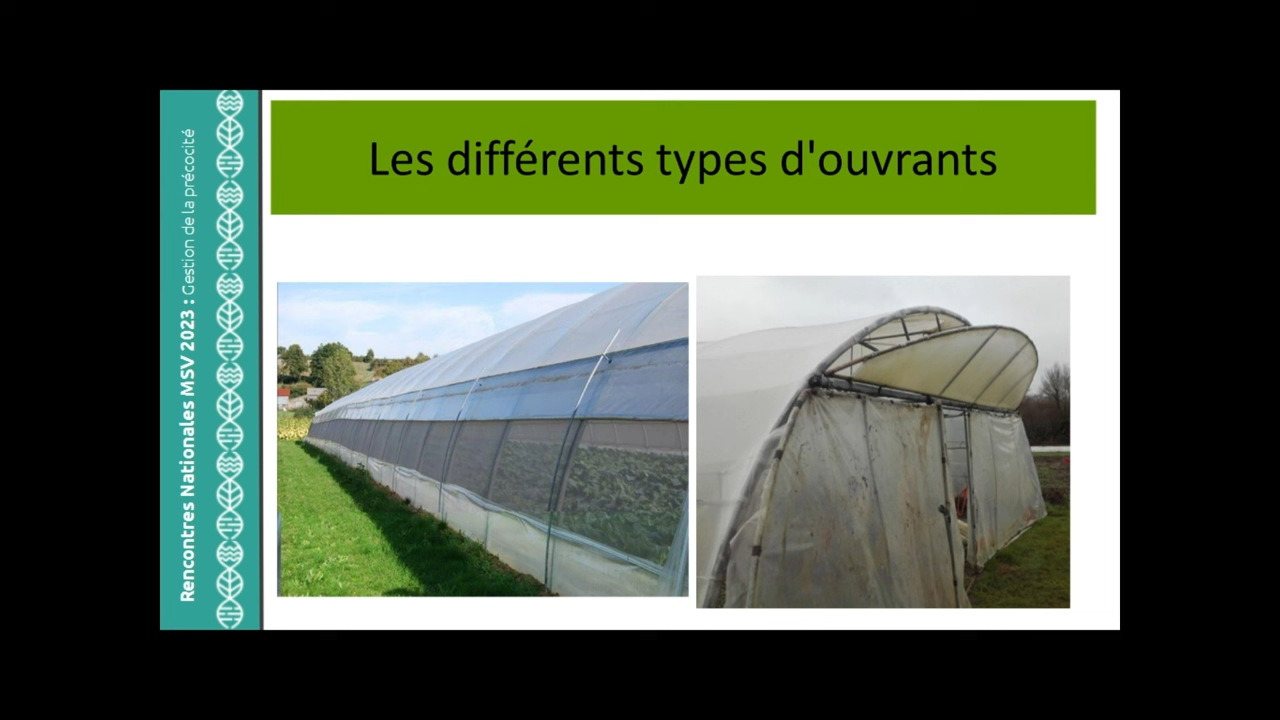 Les différents types d'ouvrants
Rencontres Nationales MSV 2023 : Gestion de la précocité